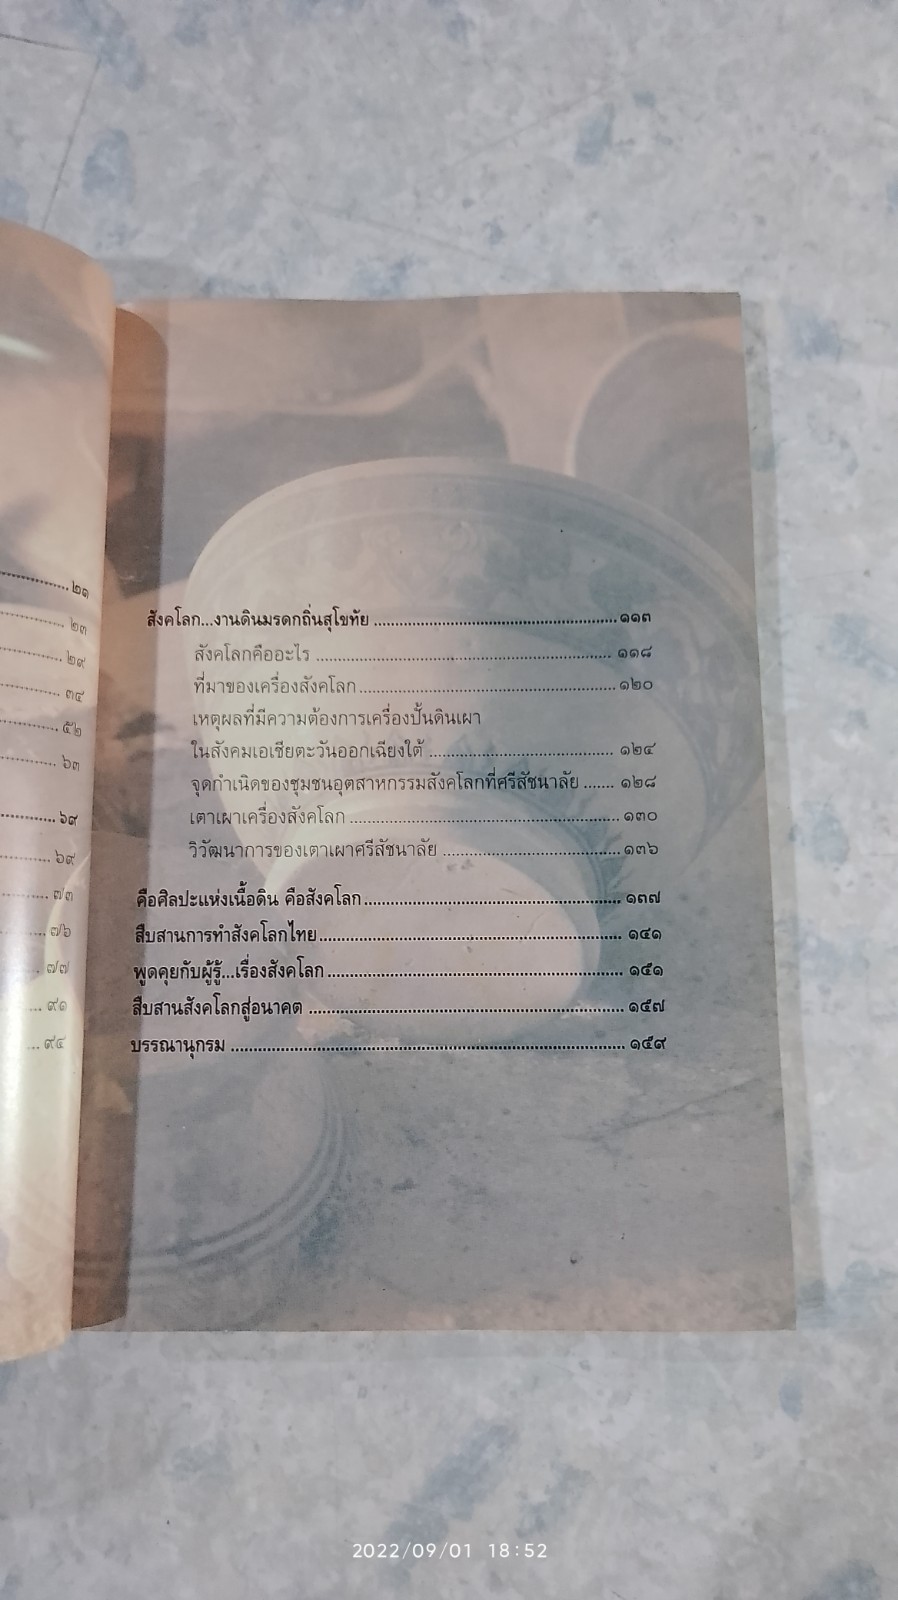 ๒๑
๒๓
๒๙
๓๔
๕๒
๖๓
๖๙
๖๙
๗๓
๗๖
๗๗
๙๑
๙๔
สังคโลก...งานดินมรดกถิ่นสุโขทัย ๑๑๓
สังคโลกคืออะไร ๑๑๘
ที่มาของเครื่องสังคโลก ๑๒๐
เหตุผลที่มีความต้องการเครื่องปั้นดินเผา
ในสังคมเอเชียตะวันออกเฉียงใต้ ๑๒๔
จุดกำเนิดของชุมชนอุตสาหกรรมสังคโลกที่ศรีสัชนาลัย ๑๒๘
เตาเผาเครื่องสังคโลก ๑๓๐
วิวัฒนาการของเตาเผาศรีสัชนาลัย ๑๓๖
คือศิลปะแห่งเนื้อดิน คือสังคโลก ๑๓๗
สืบสานการทำสังคโลกไทย ๑๔๑
พูดคุยกับผู้รู้...เรื่องสังคโลก ๑๕๑
สืบสานสังคโลกสู่อนาคต ๑๕๗
บรรณานุกรม ๑๕๙
2022/09/01 18:52